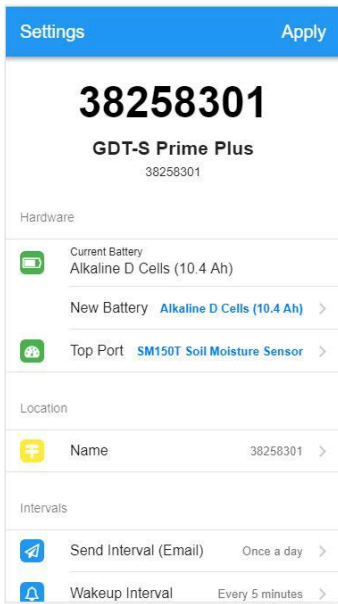 Settings Apply
38258301
GDT-S Prime Plus
38258301
Hardware
Current Battery
Alkaline D Cells (10.4 Ah)
New Battery Alkaline D Cells (10.4 Ah)
Top Port SM150T Soil Moisture Sensor
Location
Name 38258301
Intervals
Send Interval (Email) Once a day
Wakeup Interval Every 5 minutes